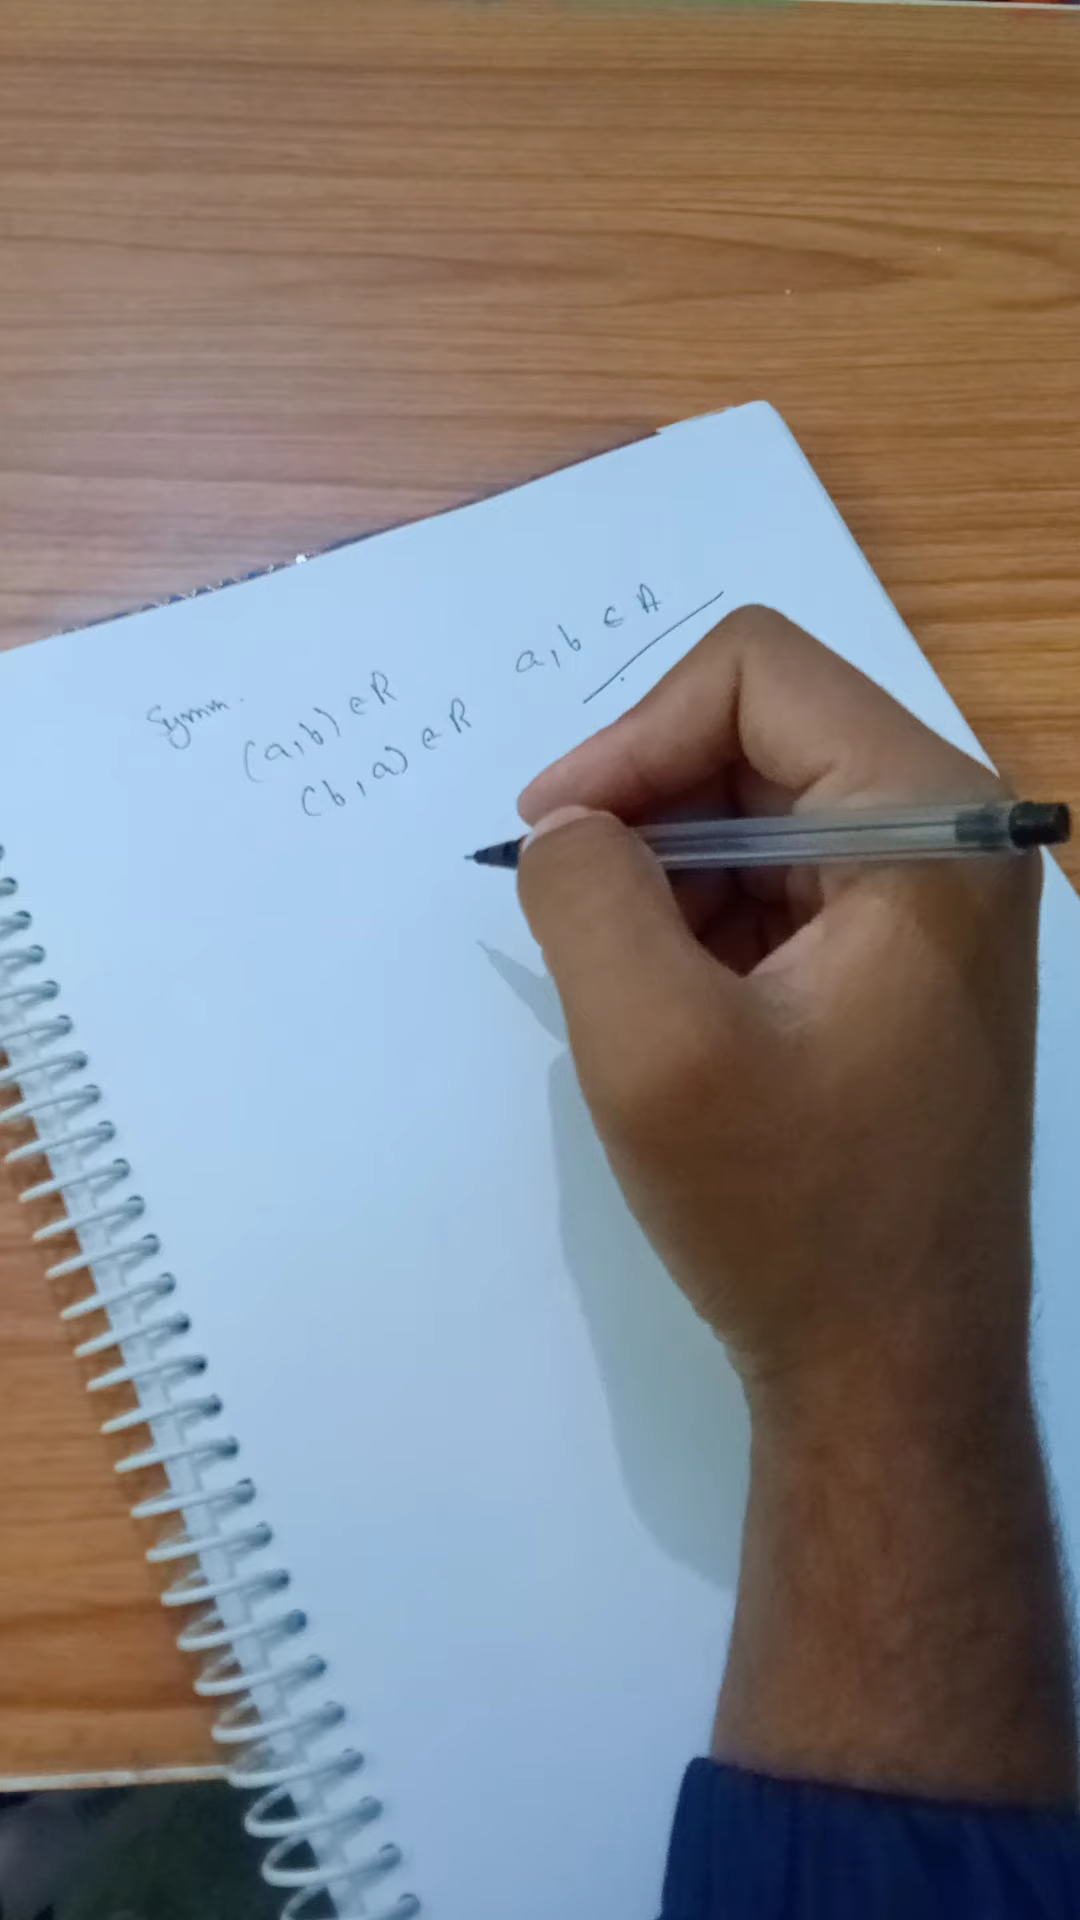 Symm.
(a,b) ∈ R a,b ∈ A
(b,a) ∈ R